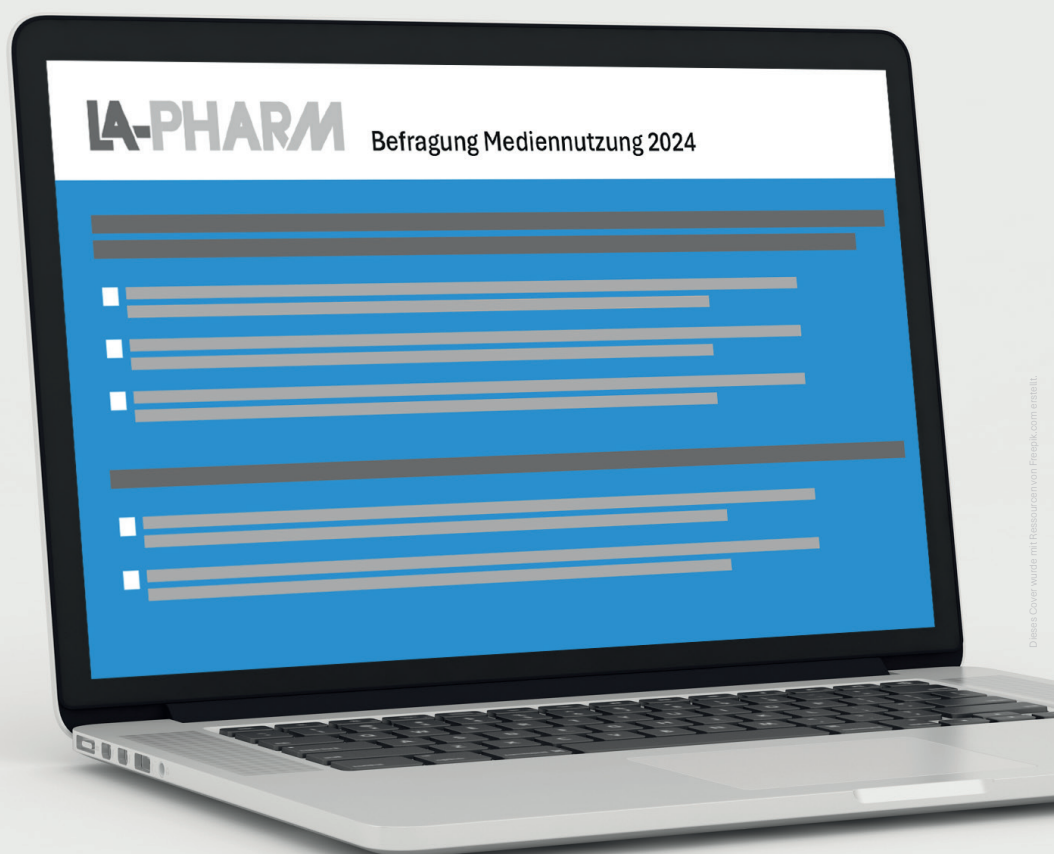 LA-PHARM
Befragung Mediennutzung 2024
Dieses Cover wurde mit Ressourcen von Freepik.com erstellt.